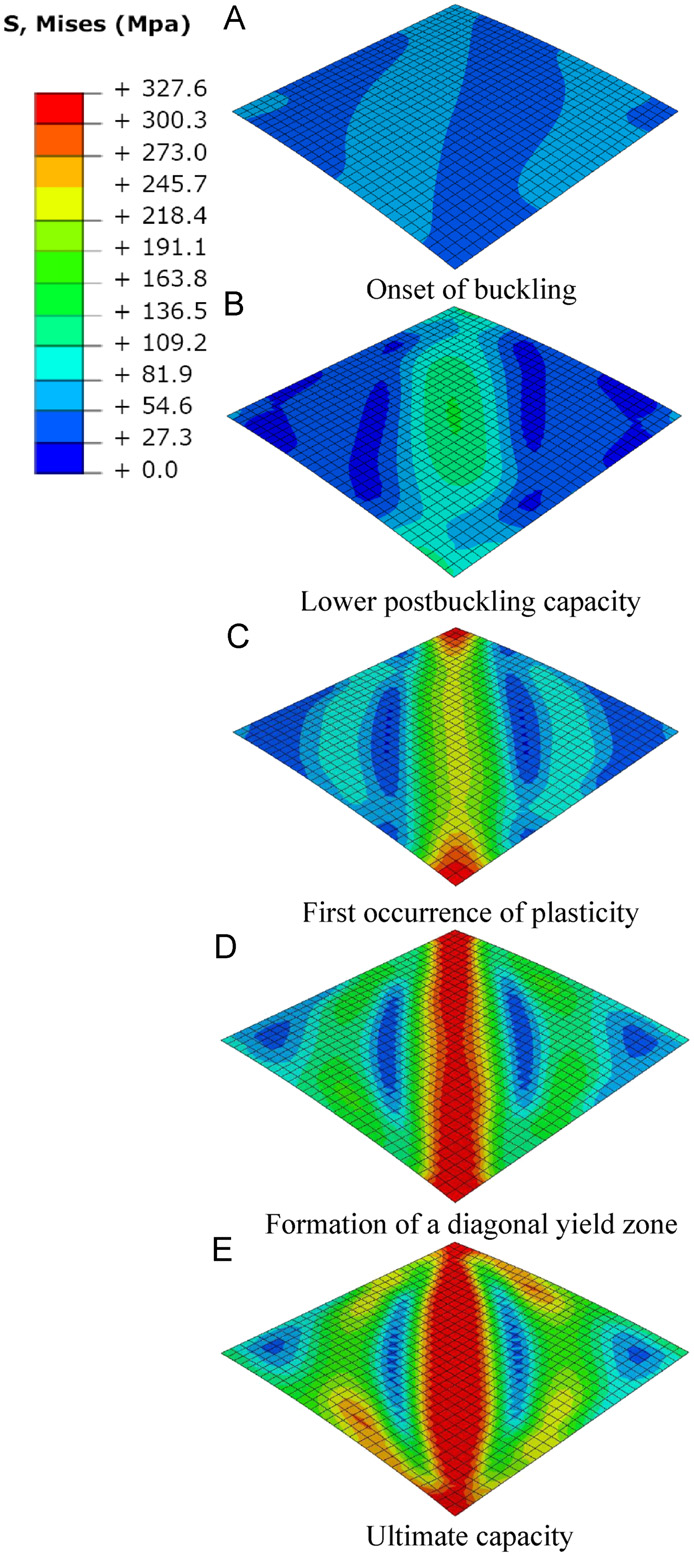 S, Mises (Mpa)
+ 327.6
+ 300.3
+ 273.0
+ 245.7
+ 218.4
+ 191.1
+ 163.8
+ 136.5
+ 109.2
+ 81.9
+ 54.6
+ 27.3
+ 0.0
A
Onset of buckling
B
Lower postbuckling capacity
C
First occurrence of plasticity
D
Formation of a diagonal yield zone
E
Ultimate capacity